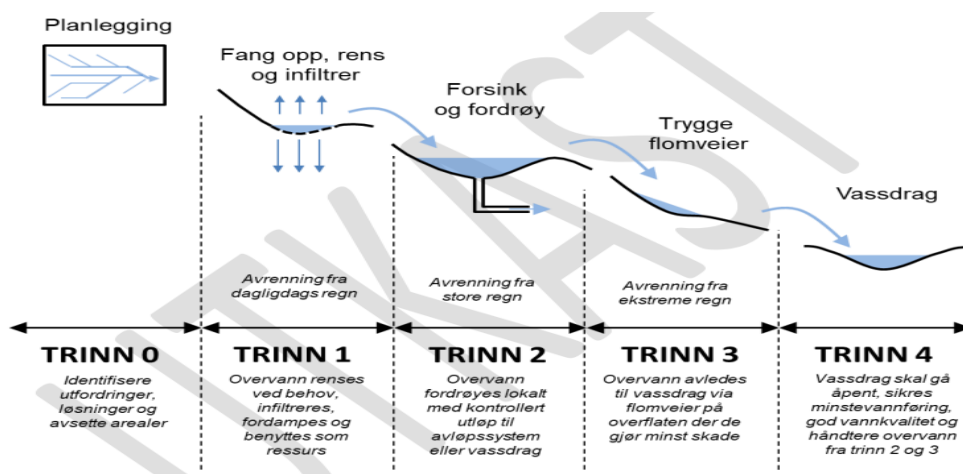 Planlegging
Fang opp, rens
og infiltrer
Forsink
og fordrøy
Trygge
flomveier
Vassdrag
Avrenning fra
dagligdags regn
Avrenning fra
store regn
Avrenning fra
ekstreme regn
TRINN 0
Identifisere
utfordringer,
løsninger og
avsette arealer
TRINN 1
Overvann renses
ved behov,
infiltreres,
fordampes og
benyttes som
ressurs
TRINN 2
Overvann
fordrøyes lokalt
med kontrollert
utløp til
avløpssystem
eller vassdrag
TRINN 3
Overvann avledes
til vassdrag via
flomveier på
overflaten der de
gjør minst skade
TRINN 4
Vassdrag skal gå
åpent, sikres
minstevannføring,
god vannkvalitet og
håndtere overvann
fra trinn 2 og 3
UTKAST